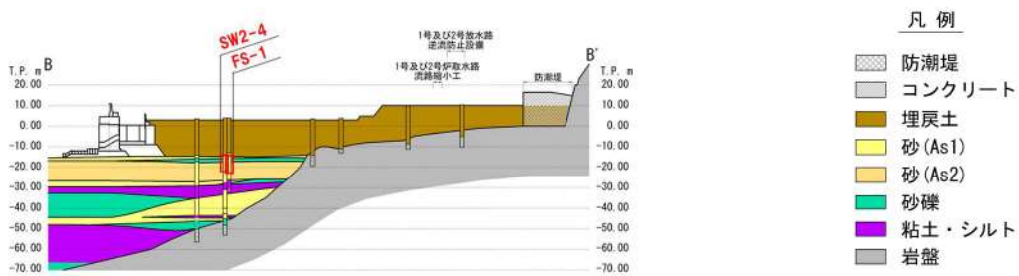 SW2-4
FS-1
1号及び2号放水路
逆流防止設備
1号及び2号炉取水路
流路縮小工
防潮堤
B
B'
T.P. m
20.00
10.00
0.00
-10.00
-20.00
-30.00
-40.00
-50.00
-60.00
-70.00
T.P. m
20.00
10.00
0.00
-10.00
-20.00
-30.00
-40.00
-50.00
-60.00
-70.00
凡例
防潮堤
コンクリート
埋戻土
砂(As1)
砂(As2)
砂礫
粘土・シルト
岩盤